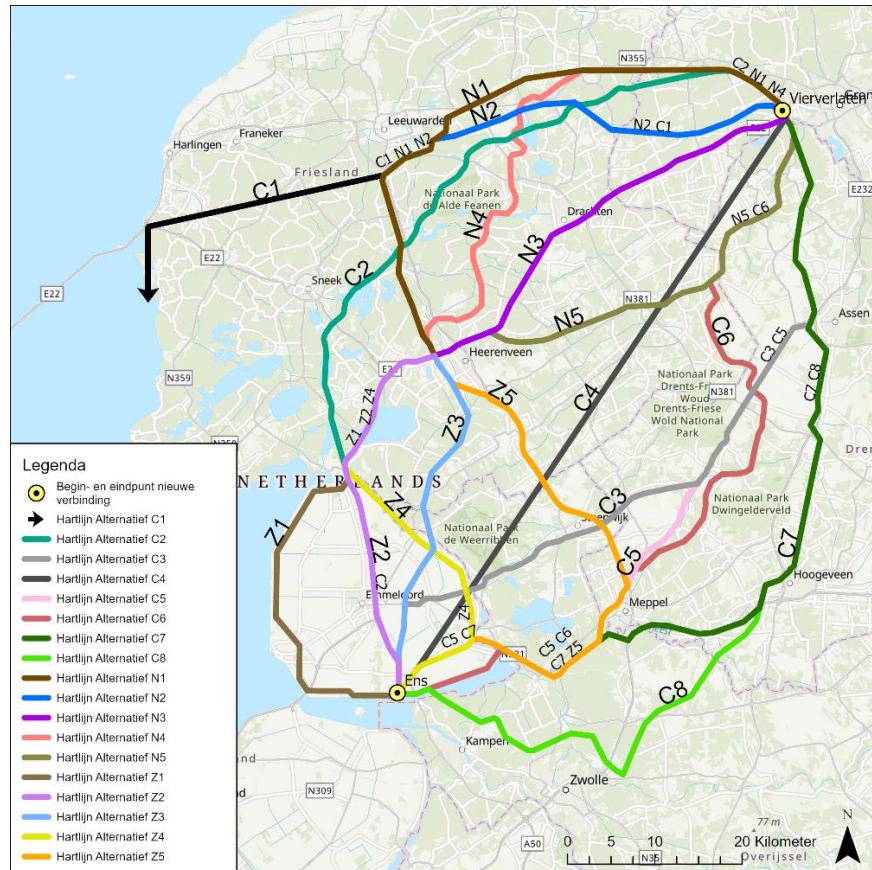 N355
C2 N1 N4
Vierverlaten
Gron
N1
N2
Leeuwarden
Harlingen
Franeker
C1 N1 N2
N2 C1
Friesland
C1
E232
Nationaal Park
de Alde Feanen
N4
Drachten
N5 C6
N3
E22
C2
Sneek
E22
N381
N5
C6
Assen
C3 C5
N359
Heerenveen
Nationaal Park
Drents-Fri
Woud
Drents-Friese
Wold National
Park
N381
C7 C8
Z5
C4
Z1 Z2 Z4
Z3
Dren
NETHERLANDS
Z1
Z4
C3
Nationaal Park
de Weerribben
Nationaal Park
Dwingelderveld
Z2
C2
C5
C7
Hoogeveen
Emmeloord
Z4
Meppel
C5 C7
C5 C6
C7 Z5
Ens
C8
Kampen
Zwolle
N309
A50
N35
77 m
Overijssel
N
0 5 10 20 Kilometer
Legenda
Begin- en eindpunt nieuwe
verbinding
Hartlijn Alternatief C1
Hartlijn Alternatief C2
Hartlijn Alternatief C3
Hartlijn Alternatief C4
Hartlijn Alternatief C5
Hartlijn Alternatief C6
Hartlijn Alternatief C7
Hartlijn Alternatief C8
Hartlijn Alternatief N1
Hartlijn Alternatief N2
Hartlijn Alternatief N3
Hartlijn Alternatief N4
Hartlijn Alternatief N5
Hartlijn Alternatief Z1
Hartlijn Alternatief Z2
Hartlijn Alternatief Z3
Hartlijn Alternatief Z4
Hartlijn Alternatief Z5